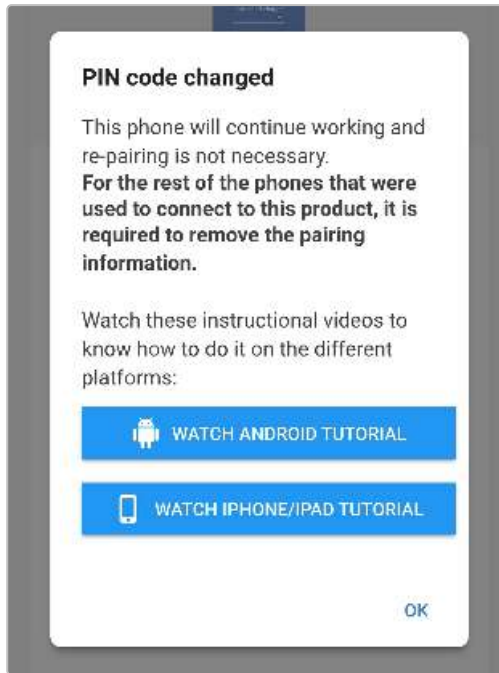 PIN code changed
This phone will continue working and
re-pairing is not necessary.
For the rest of the phones that were
used to connect to this product, it is
required to remove the pairing
information.
Watch these instructional videos to
know how to do it on the different
platforms:
WATCH ANDROID TUTORIAL
WATCH IPHONE/IPAD TUTORIAL
OK